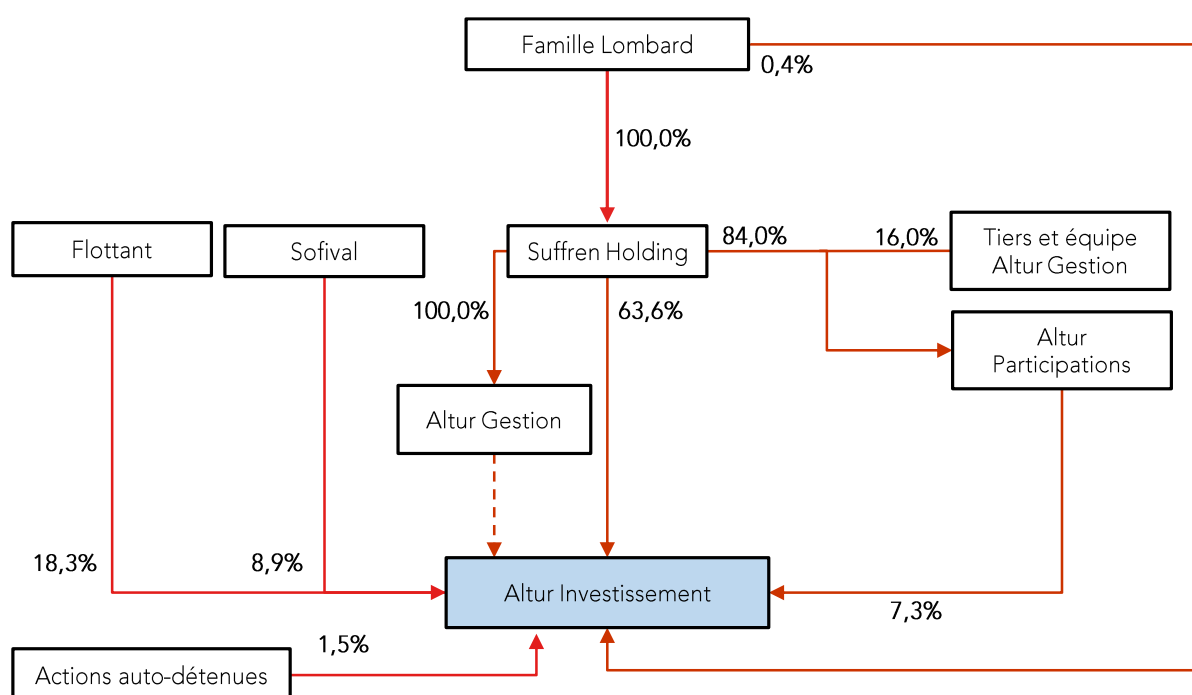 Famille Lombard
0,4%
100,0%
Flottant
Sofival
Suffren Holding
84,0%
16,0%
Tiers et équipe
Altur Gestion
100,0%
63,6%
Altur
Participations
Altur Gestion
18,3%
8,9%
Altur Investissement
7,3%
1,5%
Actions auto-détenues